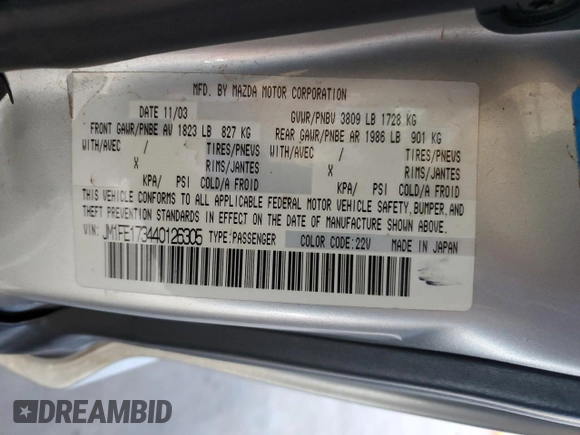 MFD. BY MAZDA MOTOR CORPORATION
DATE 11/03 GVWR/PNBV 3809 LB 1728 KG
FRONT GAWR/PNBE AV 1823 LB 827 KG REAR GAWR/PNBE AR 1986 LB 901 KG
WITH/AVEC / TIRES/PNEUS WITH/AVEC / TIRES/PNEUS
X RIMS/JANTES X RIMS/JANTES
KPA/ PSI COLD/A FROID KPA/ PSI COLD/A FROID
THIS VEHICLE CONFORMS TO ALL APPLICABLE FEDERAL MOTOR VEHICLE SAFETY, BUMPER, AND
THEFT PREVENTION STANDARDS IN EFFECT ON THE DATE OF MANUFACTURE SHOWN ABOVE.
VIN: JM1FE173440126305 TYPE:PASSENGER COLOR CODE:22V MADE IN JAPAN
DREAMBID